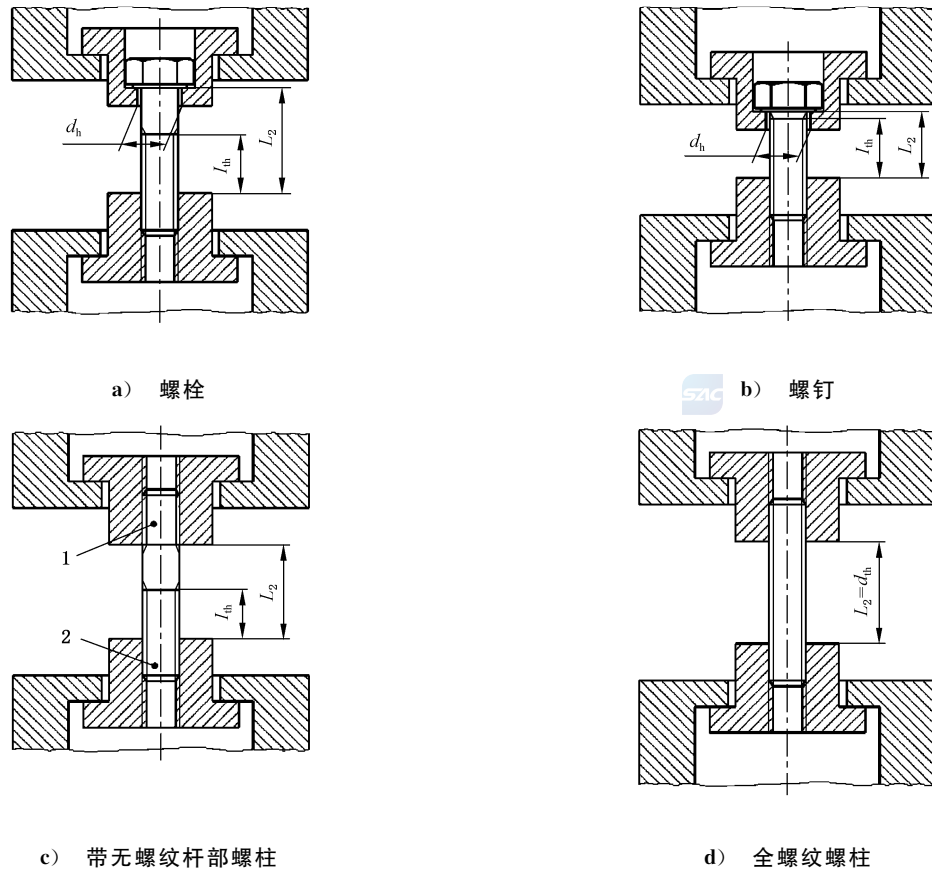 d_h
l_th
L_2
d_h
l_th
L_2
a) 螺栓
SAC
b) 螺钉
1
2
l_th
L_2
L_2=d_th
c) 带无螺纹杆部螺柱
d) 全螺纹螺柱